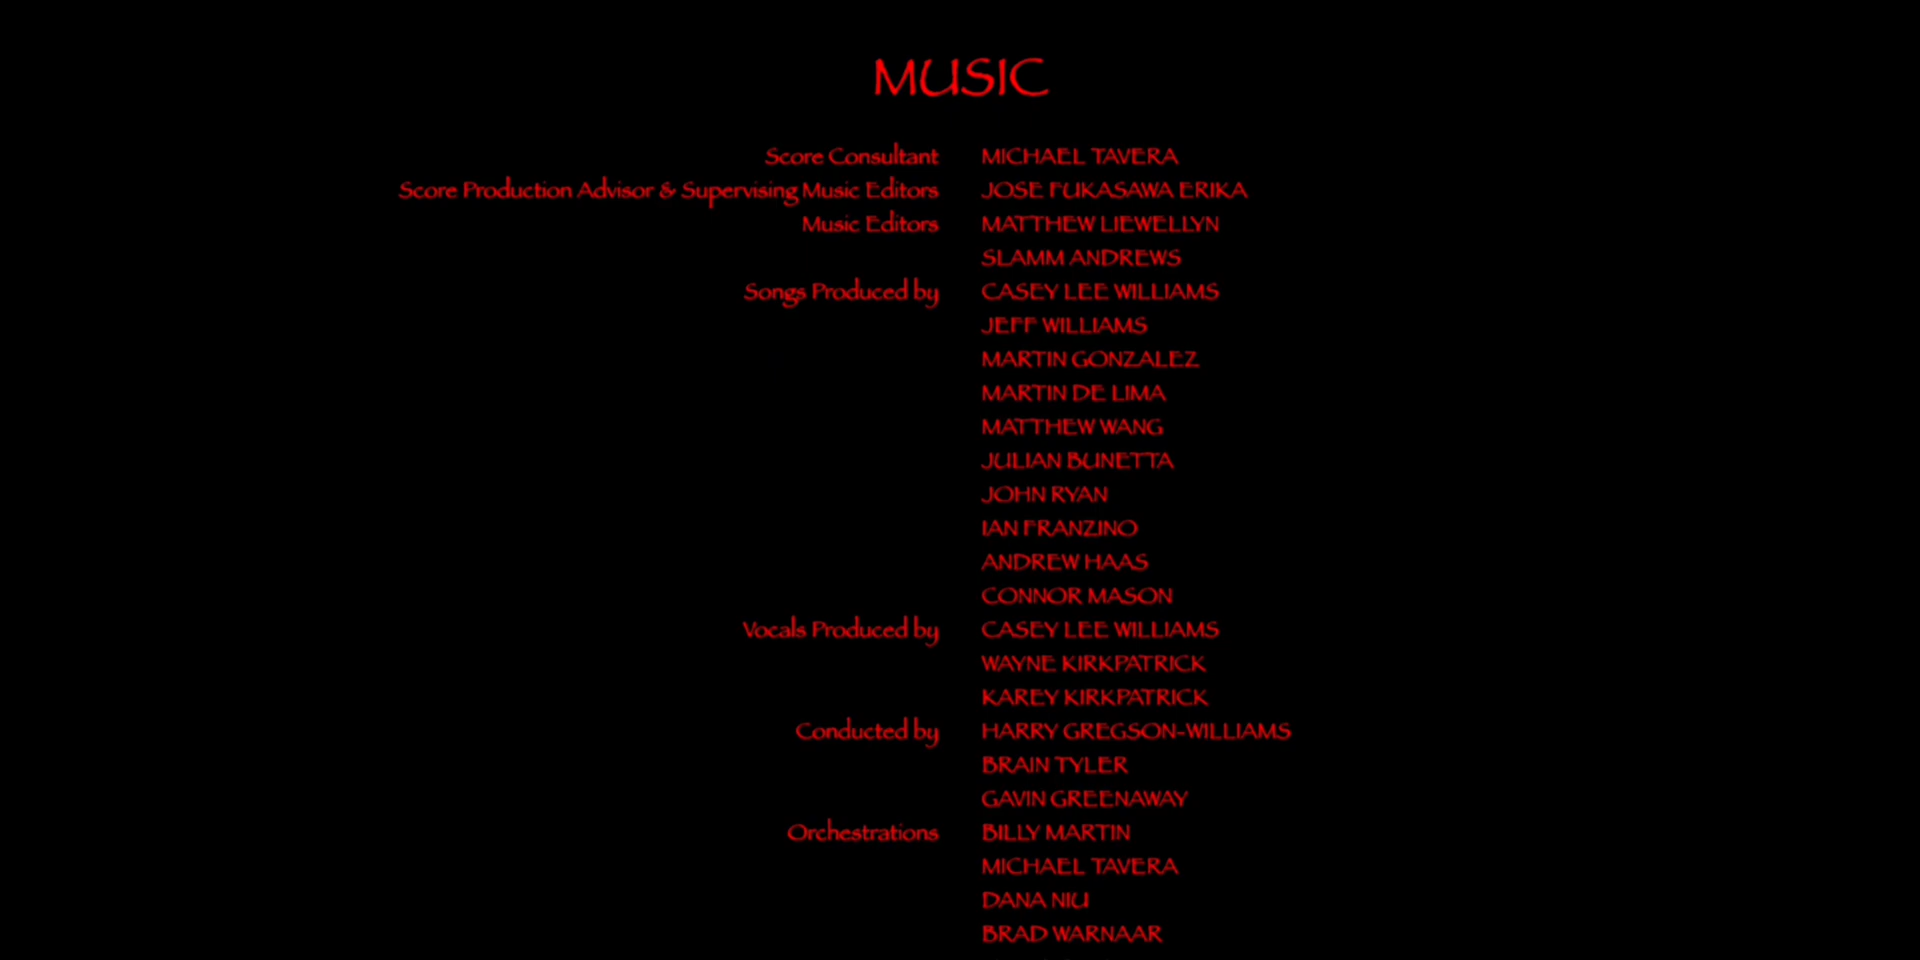 MUSIC
Score Consultant MICHAEL TAVERA
Score Production Advisor & Supervising Music Editors JOSE FUKASAWA ERIKA
Music Editors MATTHEW LIEWELLYN
SLAMM ANDREWS
Songs Produced by CASEY LEE WILLIAMS
JEFF WILLIAMS
MARTIN GONZALEZ
MARTIN DE LIMA
MATTHEW WANG
JULIAN BUNETTA
JOHN RYAN
IAN FRANZINO
ANDREW HAAS
CONNOR MASON
Vocals Produced by CASEY LEE WILLIAMS
WAYNE KIRKPATRICK
KAREY KIRKPATRICK
Conducted by HARRY GREGSON-WILLIAMS
BRAIN TYLER
GAVIN GREENAWAY
Orchestrations BILLY MARTIN
MICHAEL TAVERA
DANA NIU
BRAD WARNAAR